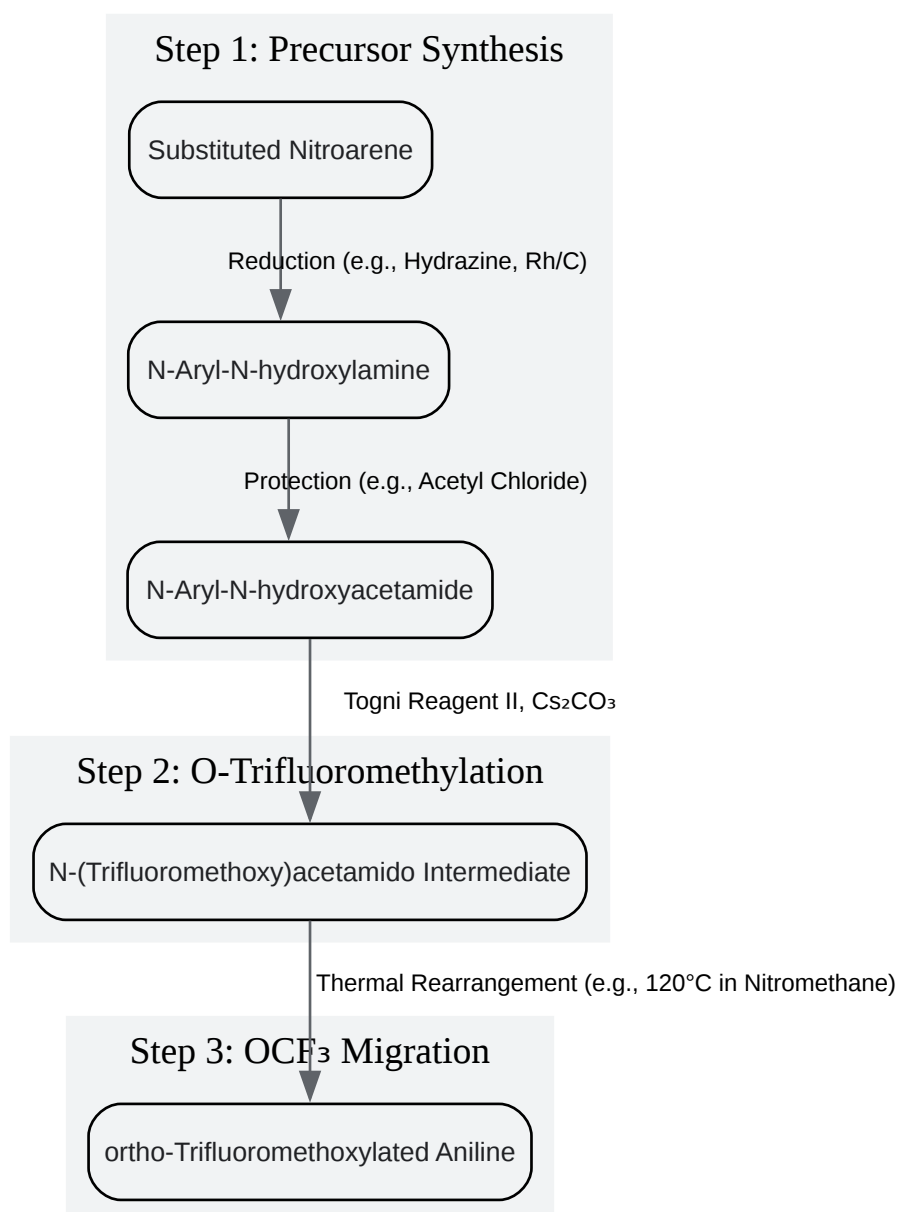 Step 1: Precursor Synthesis
Substituted Nitroarene
Reduction (e.g., Hydrazine, Rh/C)
N-Aryl-N-hydroxylamine
Protection (e.g., Acetyl Chloride)
N-Aryl-N-hydroxyacetamide
Togni Reagent II, Cs₂CO₃
Step 2: O-Trifluoromethylation
N-(Trifluoromethoxy)acetamido Intermediate
Thermal Rearrangement (e.g., 120°C in Nitromethane)
Step 3: OCF₃ Migration
ortho-Trifluoromethoxylated Aniline